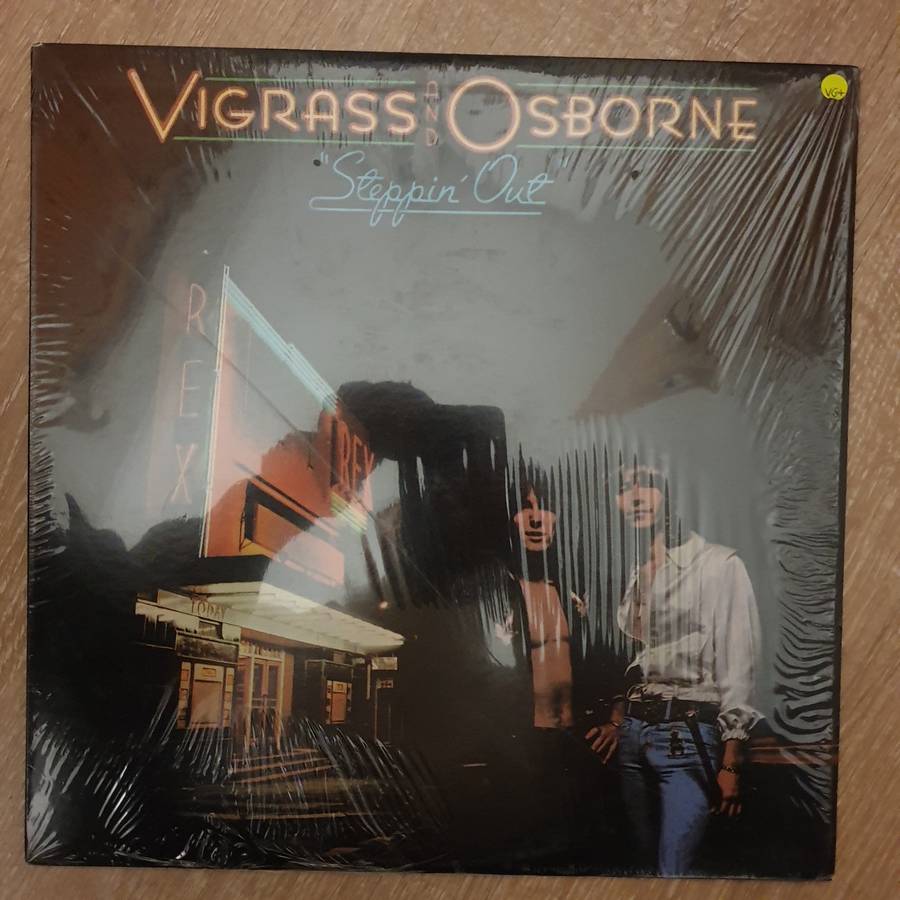 VIGRASS AND OSBORNE
VG+
"Steppin' Out"
REX
REX
TODAY